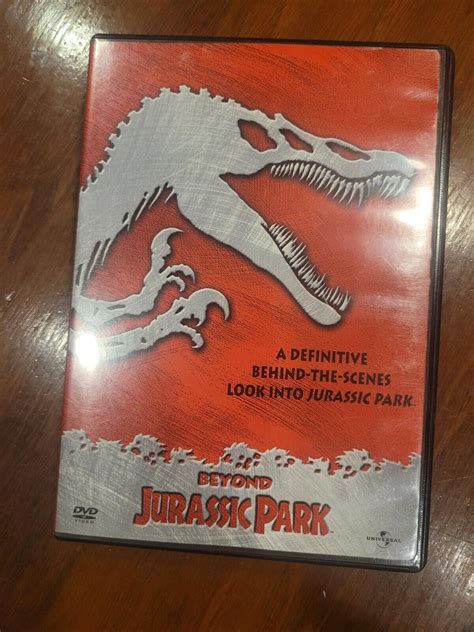 A DEFINITIVE
BEHIND-THE-SCENES
LOOK INTO JURASSIC PARK
BEYOND
JURASSIC PARK
DVD
VIDEO
UNIVERSAL